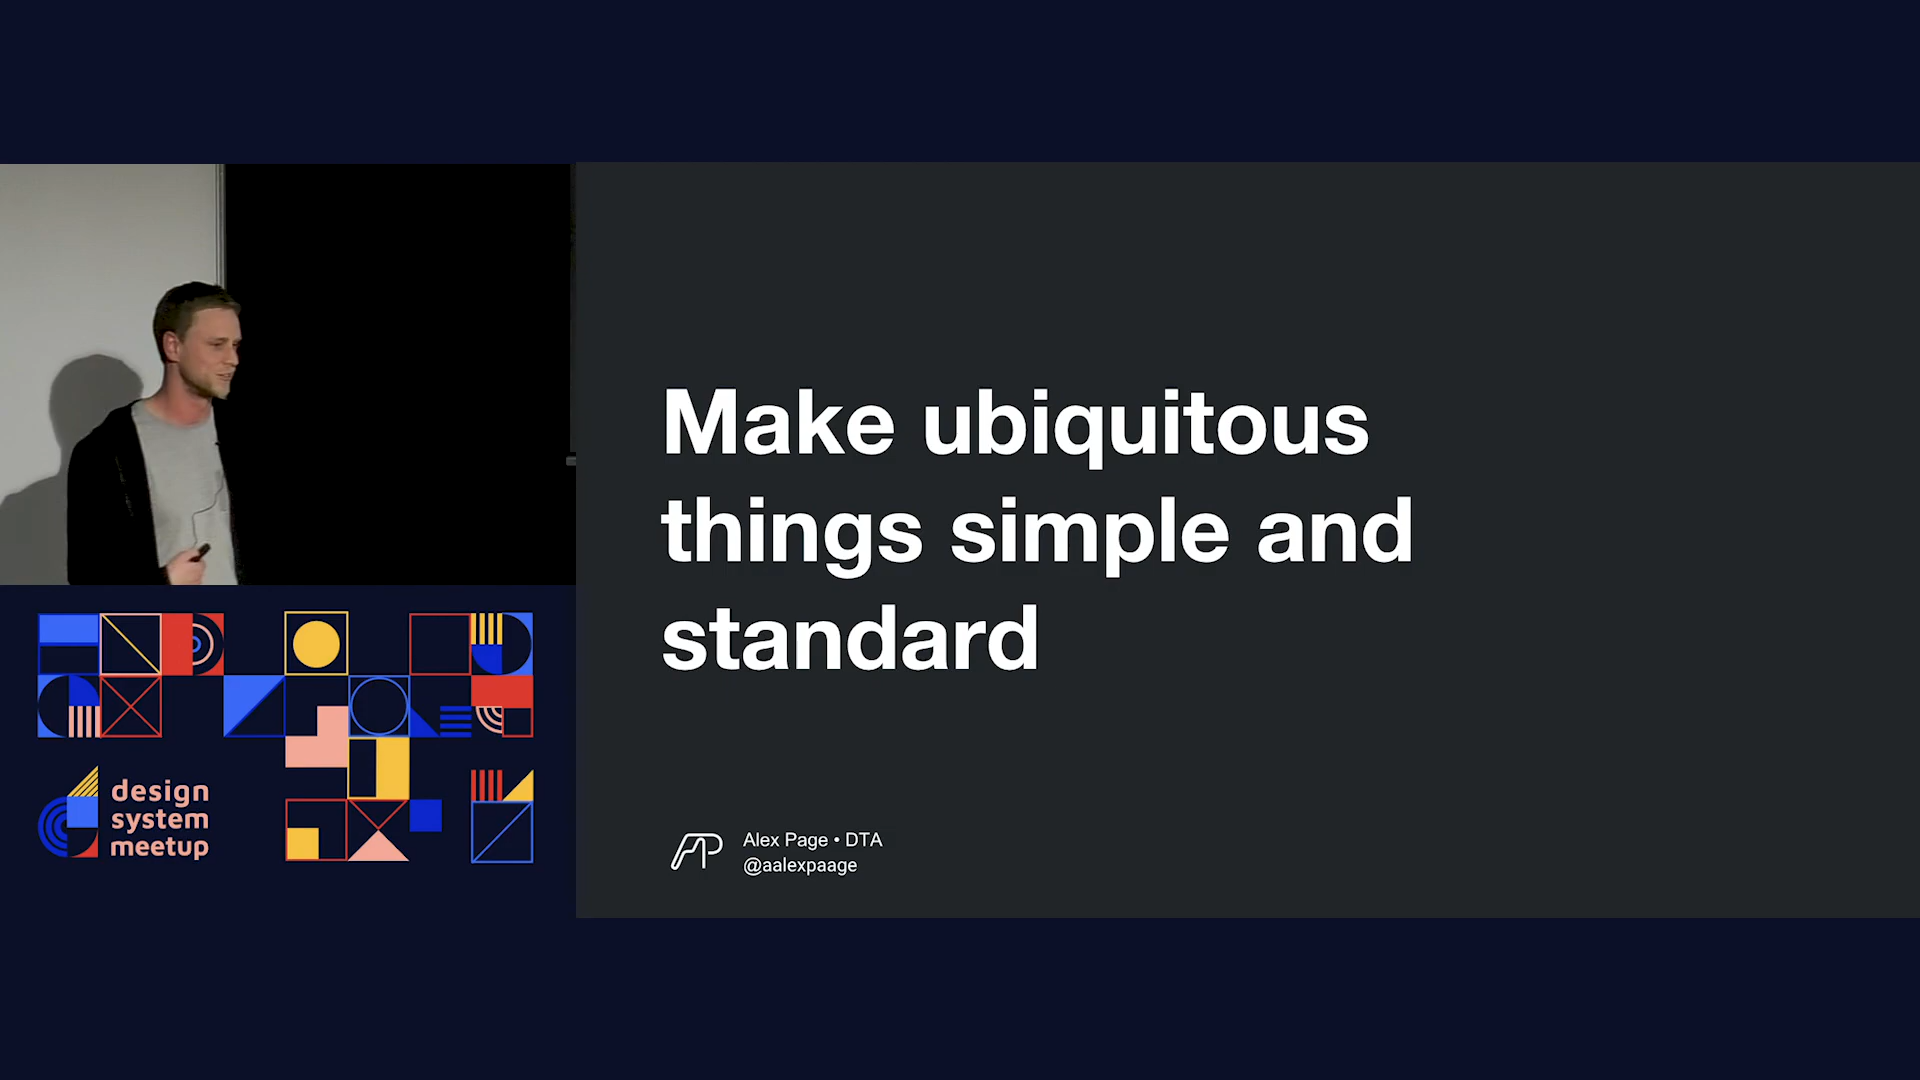 Make ubiquitous
things simple and
standard
Alex Page • DTA
@aalexpaage
design
system
meetup